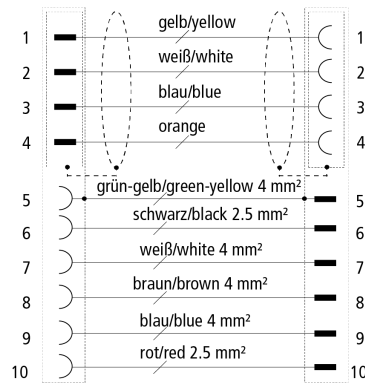 1 gelb/yellow 1
2 weiß/white 2
3 blau/blue 3
4 orange 4
5 grün-gelb/green-yellow 4 mm² 5
6 schwarz/black 2.5 mm² 6
7 weiß/white 4 mm² 7
8 braun/brown 4 mm² 8
9 blau/blue 4 mm² 9
10 rot/red 2.5 mm² 10